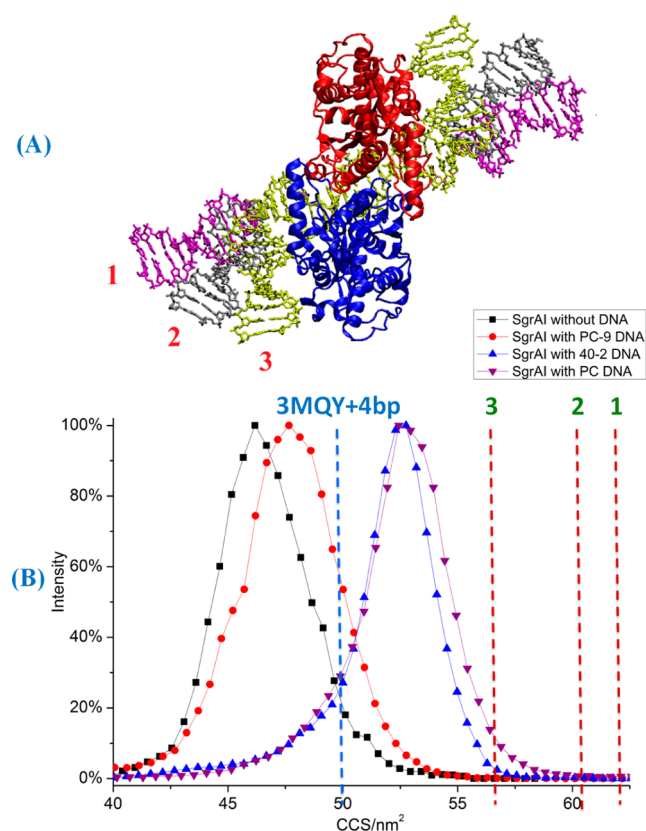 (A)
1
2
3
SgrAI without DNA
SgrAI with PC-9 DNA
SgrAI with 40-2 DNA
SgrAI with PC DNA
3MQY+4bp
3
2
1
(B)
100%
80%
60%
40%
20%
0%
Intensity
40
45
50
55
60
CCS/nm²